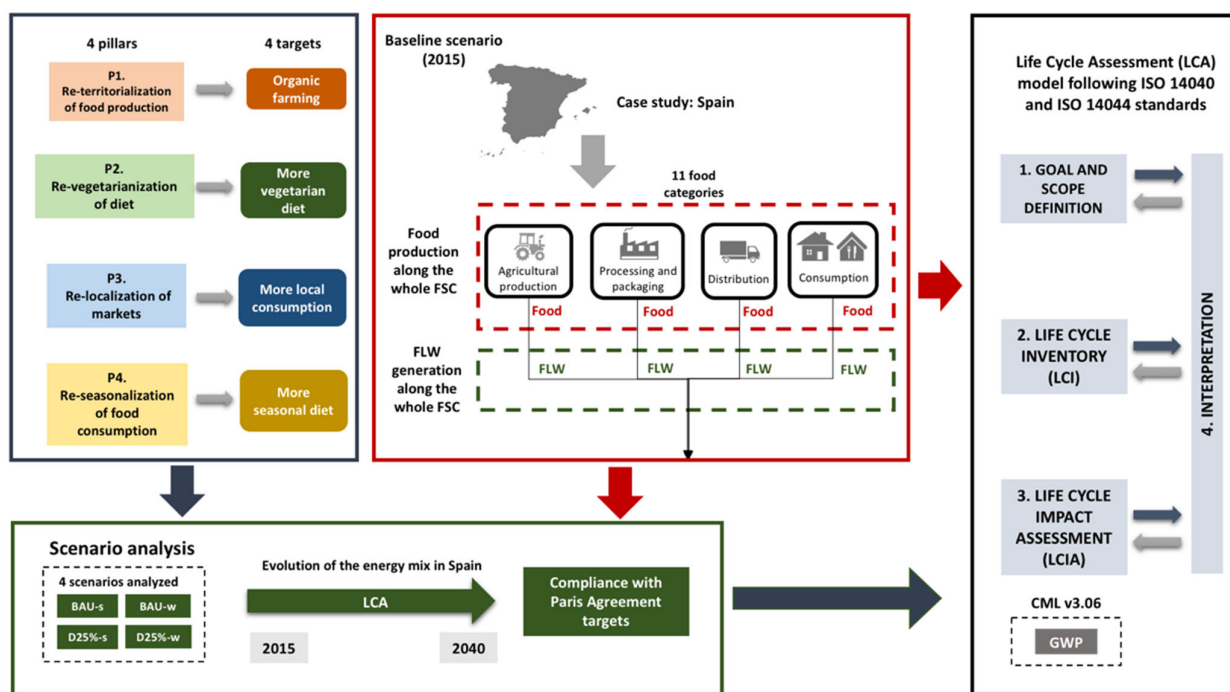 4 pillars
4 targets
P1.
Re-territorialization
of food production
Organic
farming
P2.
Re-vegetarianization
of diet
More
vegetarian
diet
P3.
Re-localization of
markets
More local
consumption
P4.
Re-seasonalization
of food
consumption
More
seasonal diet
Baseline scenario
(2015)
Case study: Spain
11 food
categories
Food
production
along the
whole FSC
Agricultural
production
Processing and
packaging
Distribution
Consumption
Food
Food
Food
Food
FLW
generation
along the
whole FSC
FLW
FLW
FLW
FLW
Life Cycle Assessment (LCA)
model following ISO 14040
and ISO 14044 standards
1. GOAL AND
SCOPE
DEFINITION
2. LIFE CYCLE
INVENTORY
(LCI)
3. LIFE CYCLE
IMPACT
ASSESSMENT
(LCIA)
4. INTERPRETATION
CML v3.06
GWP
Scenario analysis
4 scenarios analyzed
BAU-s
BAU-w
D25%-s
D25%-w
Evolution of the energy mix in Spain
LCA
2015
2040
Compliance with
Paris Agreement
targets